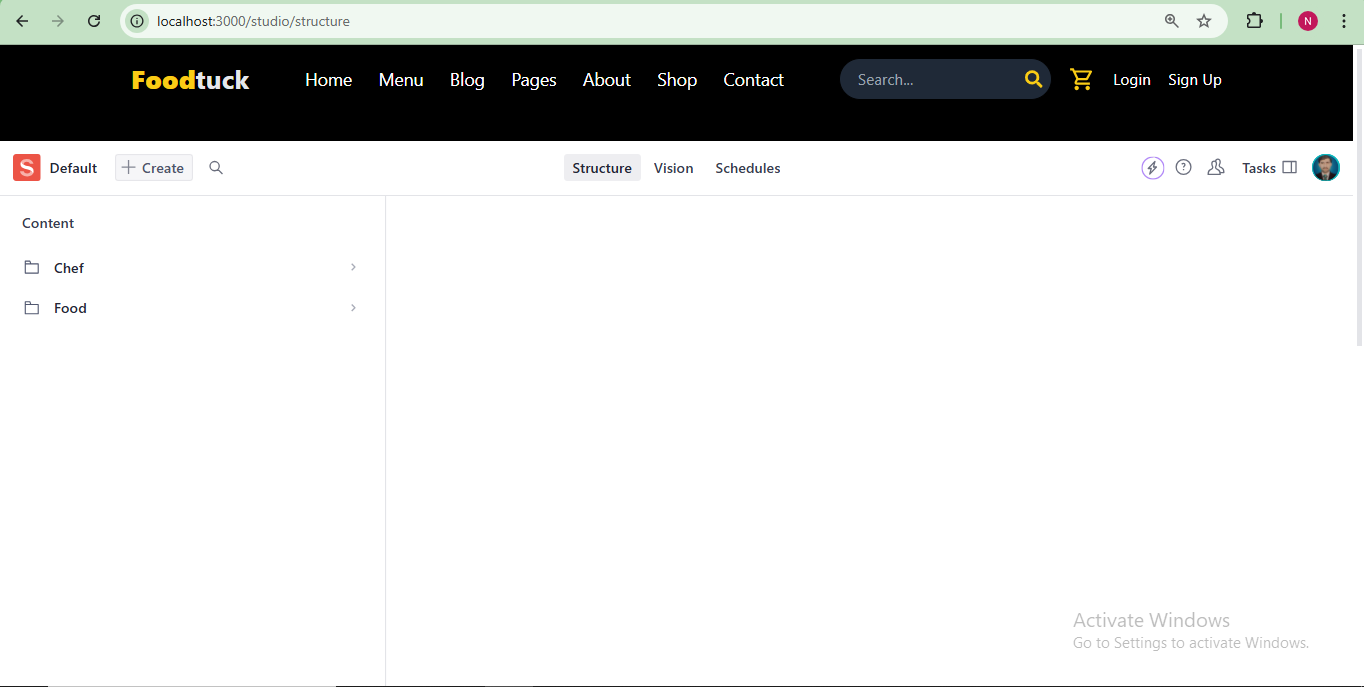 localhost:3000/studio/structure
N
Foodtuck Home Menu Blog Pages About Shop Contact Search... Login Sign Up
S Default + Create Structure Vision Schedules ? Tasks
Content
Chef
Food
Activate Windows
Go to Settings to activate Windows.